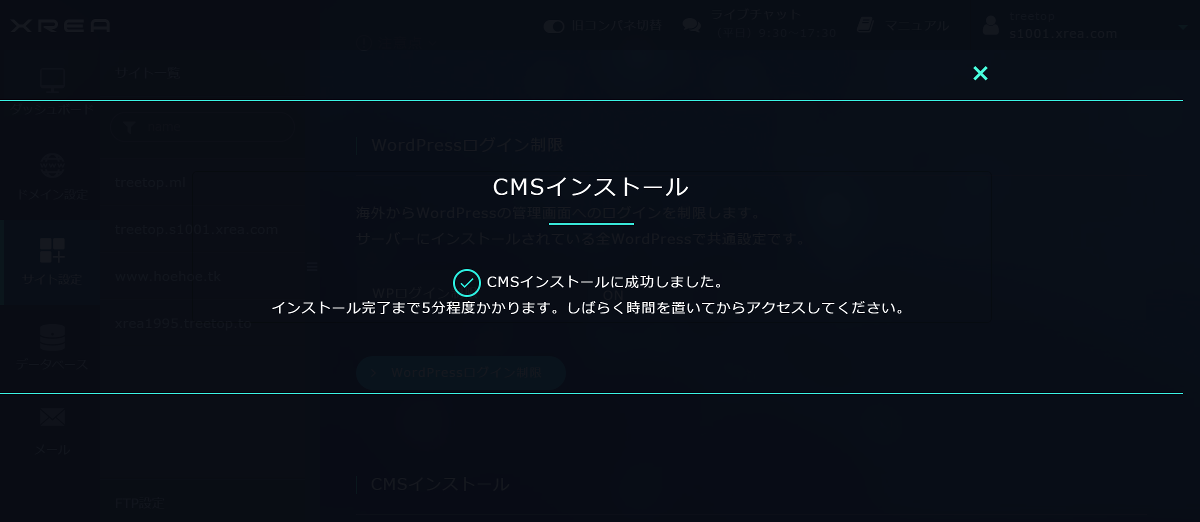 XREA
旧コンパネ切替
ライブチャット
マニュアル
treetop
s1001.xrea.com
サイト一覧
ダッシュボード
ドメイン設定
サイト設定
データベース
メール
treetop.ml
treetop.s1001.xrea.com
www.hoence.tk
xrea1995.treetop.to
FTP設定
WordPressログイン制限
CMSインストール
海外からWordPressの管理画面へのログインを制限します。
サーバーにインストールされている全WordPressで共通設定です。
CMSインストールに成功しました。
インストール完了まで5分程度かかります。しばらく時間を置いてからアクセスしてください。
WordPressログイン制限
CMSインストール